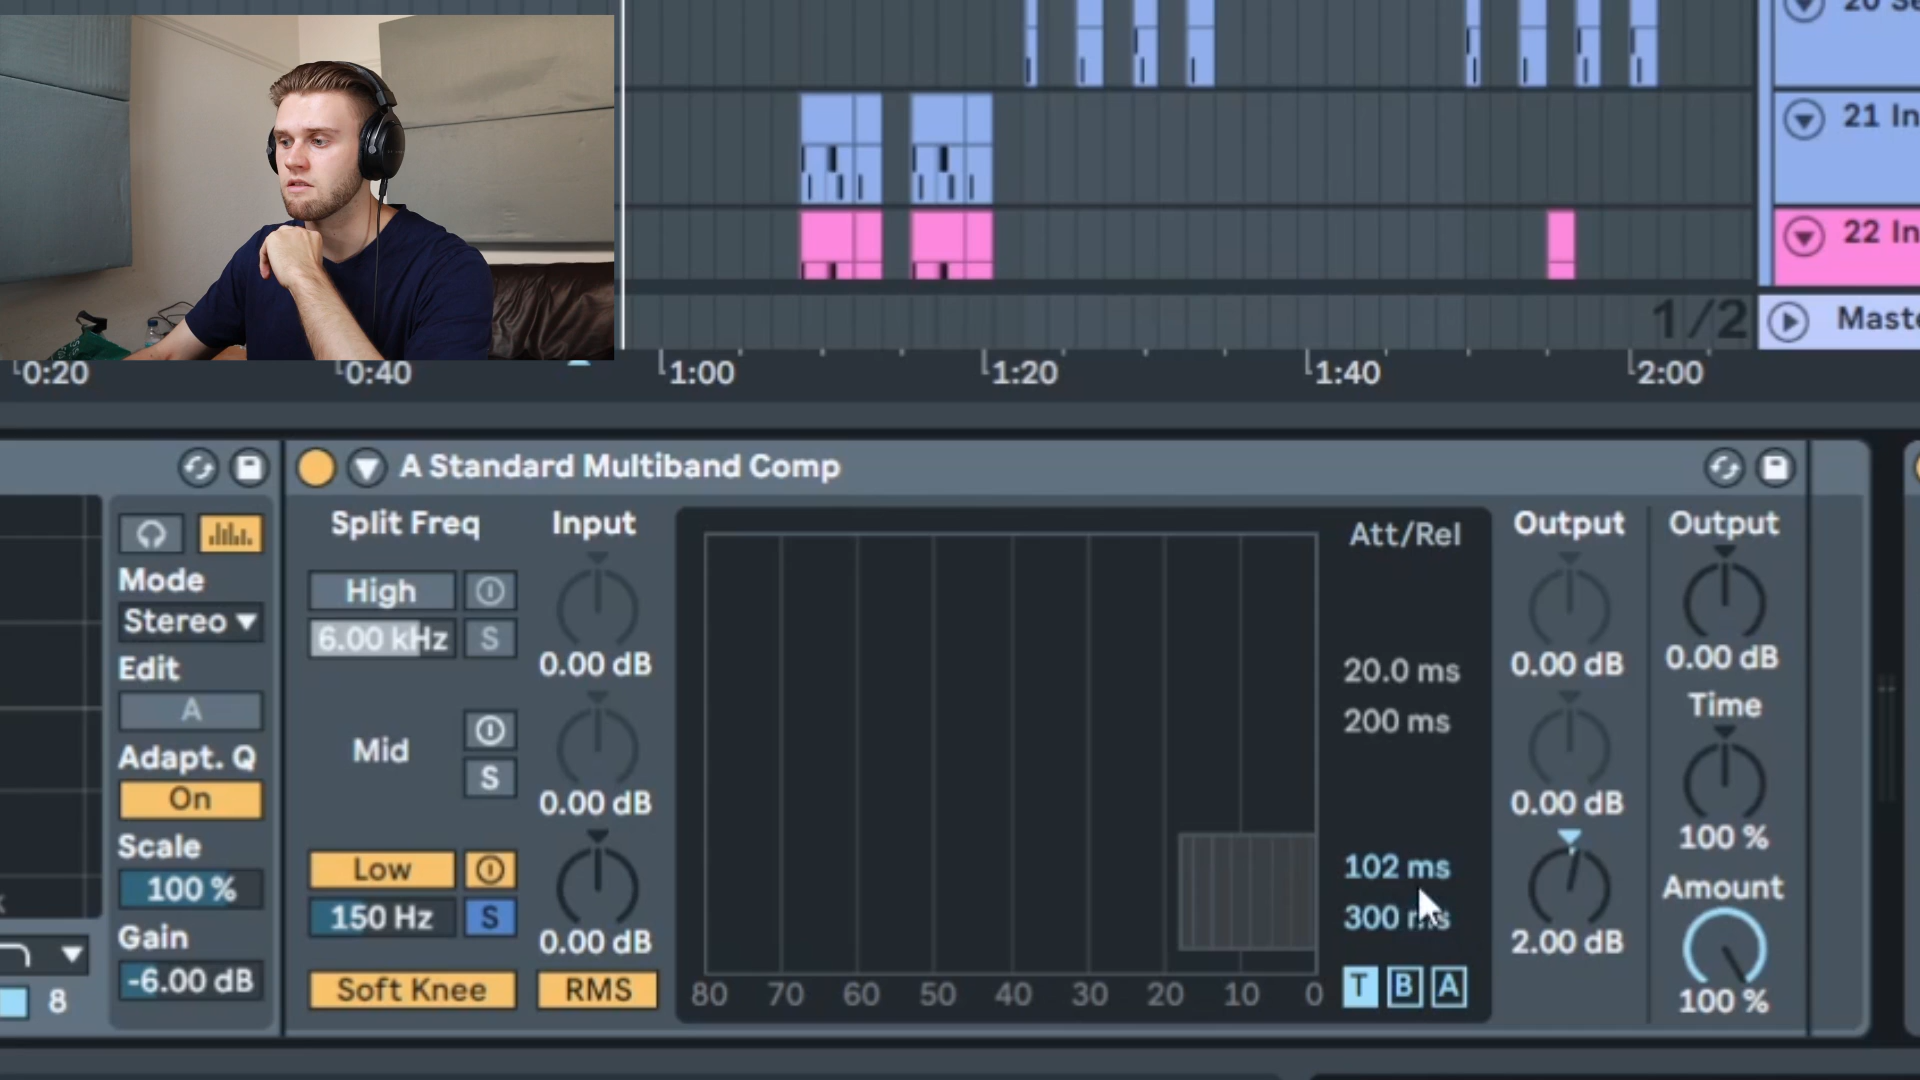 21 In
22 In
1/2
Maste
0:20
0:40
1:00
1:20
1:40
2:00
A Standard Multiband Comp
Mode
Stereo
Edit
A
Adapt. Q
On
Scale
100 %
Gain
-6.00 dB
8
Split Freq
High
6.00 kHz
S
Mid
S
Low
150 Hz
S
Soft Knee
Input
0.00 dB
0.00 dB
0.00 dB
RMS
80 70 60 50 40 30 20 10 0
Att/Rel
20.0 ms
200 ms
102 ms
300 ms
T B A
Output
0.00 dB
0.00 dB
2.00 dB
Output
0.00 dB
Time
100 %
Amount
100 %